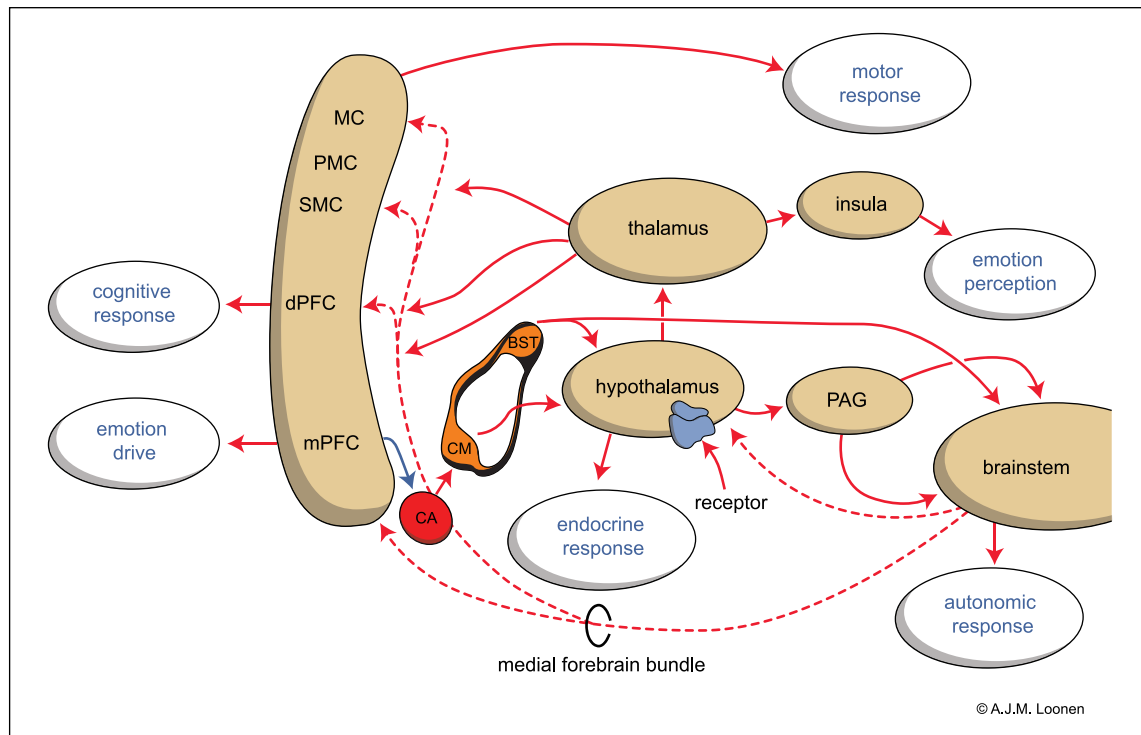 motor
response
MC
PMC
SMC
thalamus
insula
emotion
perception
cognitive
response
dPFC
BST
hypothalamus
PAG
emotion
drive
mPFC
CM
brainstem
receptor
CA
endocrine
response
autonomic
response
medial forebrain bundle
© A.J.M. Loonen